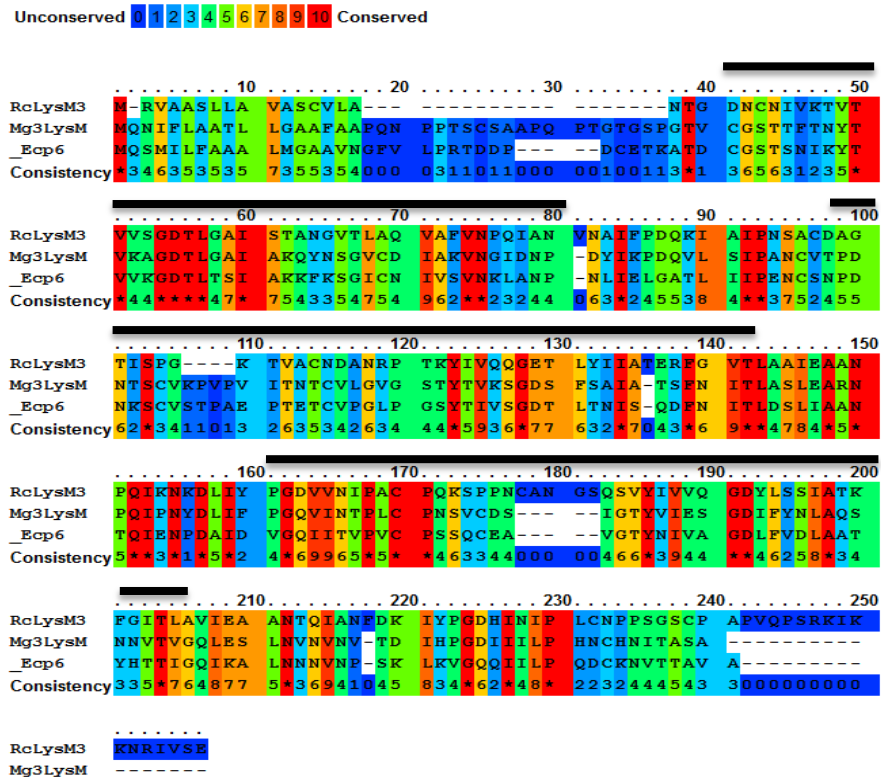 Unconserved 0 1 2 3 4 5 6 7 8 9 10 Conserved
. . . . . . . . . 10 . . . . . . . . . 20 . . . . . . . . . 30 . . . . . . . . . 40 . . . . . . . . . 50
RcLysM3 M-RVAASLLA VASCVLA--- ---------- -------NTG DNCNIVKTVT
Mg3LysM MQNIFLAATL LGAAFAAPQN PPTSCSAAPQ PTGTGSPGTV CGSTTFTNYT
_Ecp6 MQSMILFAAA LMGAAVNGFV LPRTDDP--- --DCETKATD CGSTSNIKYT
Consistency *346353535 7355354000 0311011000 00100113*1 365631235*
. . . . . . . . . 60 . . . . . . . . . 70 . . . . . . . . . 80 . . . . . . . . . 90 . . . . . . . . . 100
RcLysM3 VVSGDTLGAI STANGVTLAQ VAFVNPQIAN VNAIFPDQKI AIPNSACDAG
Mg3LysM VKAGDTLGAI AKQYNSGVCD IAKVNGIDNP -DYIKPDQVL SIPANCVTPD
_Ecp6 VVKGDTLTSI AKKFKSGICN IVSVNKLANP -NLIELGATL IIPENCSNPD
Consistency *44****47* 7543354754 962**23244 063*245538 4**3752455
. . . . . . . . . 110 . . . . . . . . . 120 . . . . . . . . . 130 . . . . . . . . . 140 . . . . . . . . . 150
RcLysM3 TISPG----K TVACNDANRP TKYIVQQGET LYIIATERFG VTLAAIEAAN
Mg3LysM NTSCVKPVPV ITNTCVLGVG STYTVKSGDS FSAIA-TSFN ITLASLEARN
_Ecp6 NKSCVSTPAE PTETCVPGLP GSYTIVSGDT LTNIS-QDFN ITLDSLIAAN
Consistency 62*3411013 2635342634 44*5936*77 632*7043*6 9**4784*5*
. . . . . . . . . 160 . . . . . . . . . 170 . . . . . . . . . 180 . . . . . . . . . 190 . . . . . . . . . 200
RcLysM3 PQIKNKDLIY PGDVVNIPAC PQKSPPNCAN GSQSVYIVVQ GDYLSSIATK
Mg3LysM PQIPNYDLIF PGQVINTPLC PNSVCDS--- --IGTYVIES GDIFYNLAQS
_Ecp6 TQIENPDAID VGQIITVPVC PSSQCEA--- --VGTYNIVA GDLFVDLAAT
Consistency 5**3*1*5*2 4*69965*5* *463344000 00466*3944 **46258*34
. . . . . . . . . 210 . . . . . . . . . 220 . . . . . . . . . 230 . . . . . . . . . 240 . . . . . . . . . 250
RcLysM3 FGITLAVIEA ANTQIANFDK IYPGDHINIP LCNPPSGSCP APVQPSRKIK
Mg3LysM NNVTVGQLES LNVNVNV-TD IHPGDIILP HNCHNITASA ----------
_Ecp6 YHTTIGQIKA LNNNVNP-SK LKVGQQIILP QDCKNVTTAV A---------
Consistency 335*764877 5*36941045 834*62*48* 2232444543 3000000000
. . . . . . .
RcLysM3 KNRIVSE
Mg3LysM -------